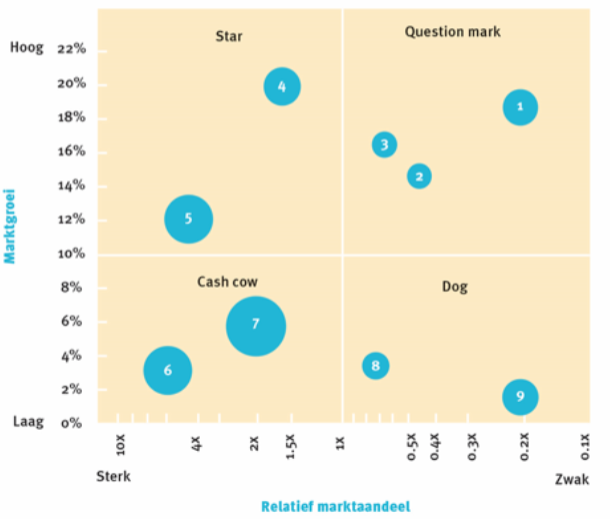 Star
Question mark
Hoog
22%
20%
4
18%
1
16%
3
14%
2
12%
5
10%
Marktgroei
8%
Cash cow
Dog
6%
7
4%
6
8
2%
9
Laag
0%
10X
4X
2X
1.5X
1X
0.5X
0.4X
0.3X
0.2X
0.1X
Sterk
Zwak
Relatief marktaandeel